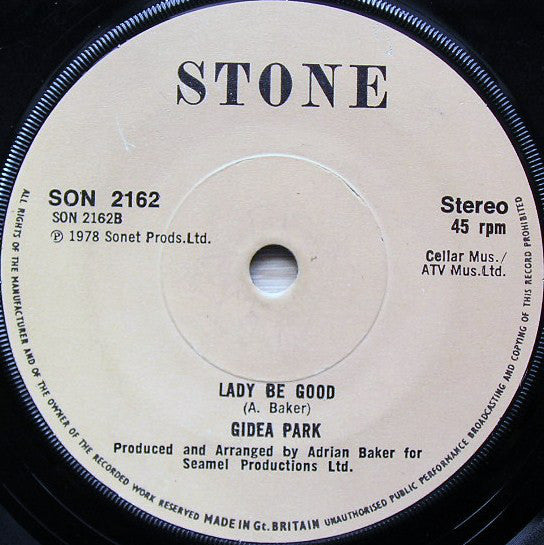 STONE
SON 2162
SON 2162B
℗ 1978 Sonet Prods.Ltd.
Stereo
45 rpm
Cellar Mus./
ATV Mus.Ltd.
LADY BE GOOD
(A. Baker)
GIDEA PARK
Produced and Arranged by Adrian Baker for
Seamel Productions Ltd.
ALL RIGHTS OF THE MANUFACTURER AND OF THE OWNER OF THE RECORDED WORK RESERVED MADE IN Gt. BRITAIN UNAUTHORISED PUBLIC PERFORMANCE BROADCASTING AND COPYING OF THIS RECORD PROHIBITED